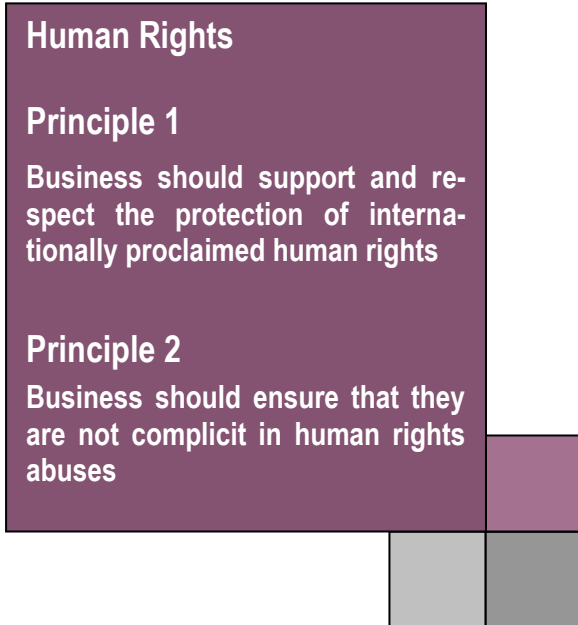 Human Rights
Principle 1
Business should support and re-
spect the protection of interna-
tionally proclaimed human rights
Principle 2
Business should ensure that they
are not complicit in human rights
abuses